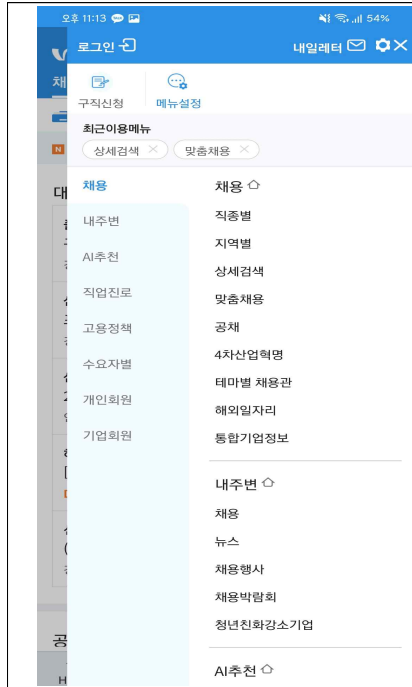 오후 11:13 54%
로그인 내일레터
구직신청 메뉴설정
최근이용메뉴
상세검색 맞춤채용
채용
내주변
AI추천
직업진로
고용정책
수요자별
개인회원
기업회원
채용
직종별
지역별
상세검색
맞춤채용
공채
4차산업혁명
테마별 채용관
해외일자리
통합기업정보
내주변
채용
뉴스
채용행사
채용박람회
청년친화강소기업
AI추천
채
N
대
공
H